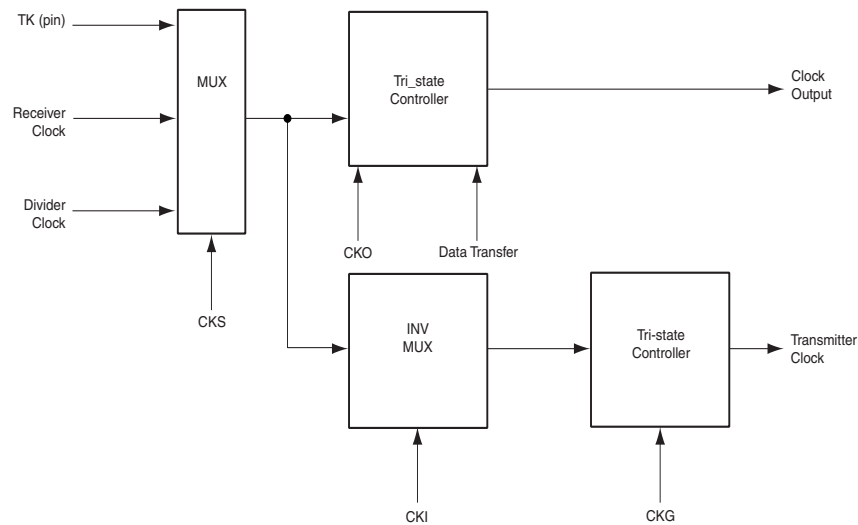 TK (pin)
MUX
Tri_state
Controller
Clock
Output
Receiver
Clock
Divider
Clock
CKO
Data Transfer
CKS
INV
MUX
Tri-state
Controller
Transmitter
Clock
CKI
CKG